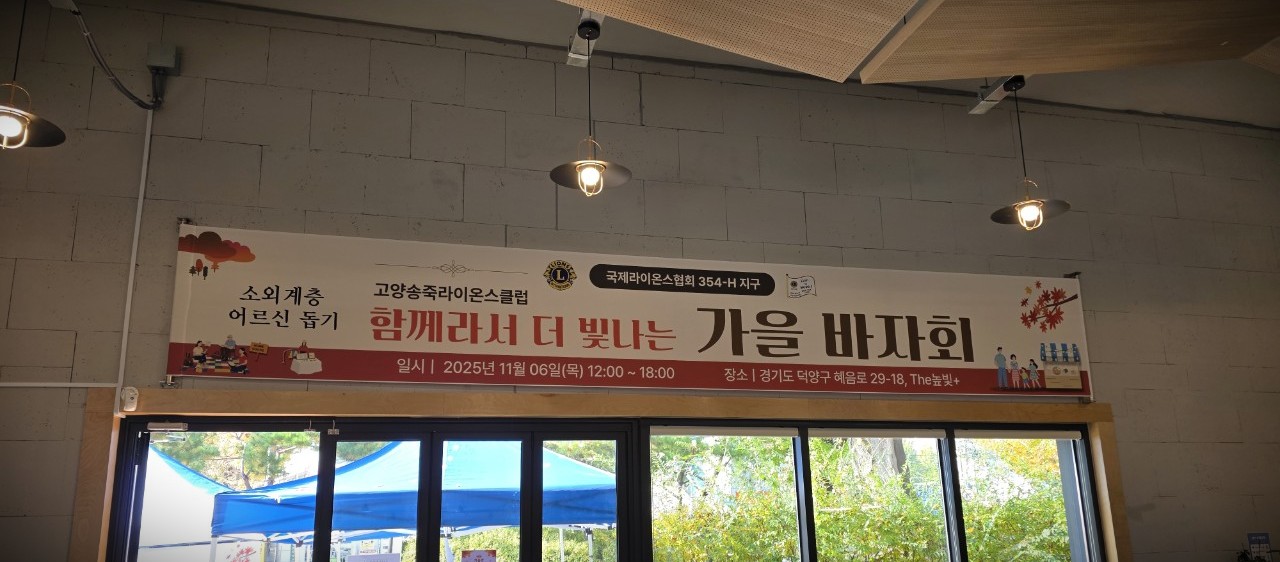 소외계층
어르신 돕기
고양송죽라이온스클럽
L
국제라이온스협회 354-H 지구
함께라서 더 빛나는 가을 바자회
일시 | 2025년 11월 06일(목) 12:00 ~ 18:00
장소 | 경기도 덕양구 혜음로 29-18, The높빛+